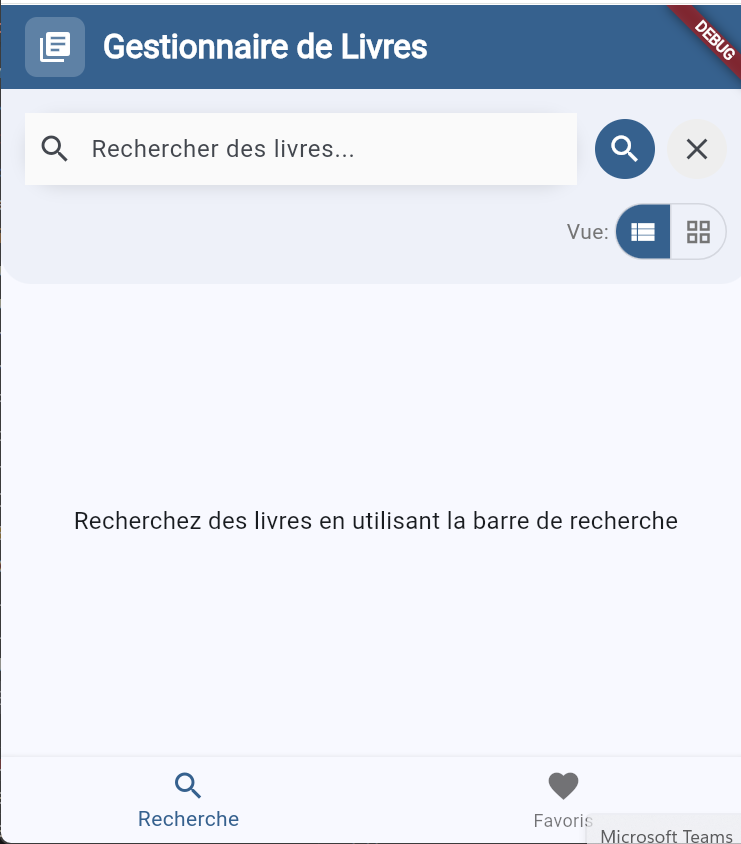 Gestionnaire de Livres
DEBUG
Rechercher des livres...
Vue:
Recherchez des livres en utilisant la barre de recherche
Recherche
Favoris
Microsoft Teams